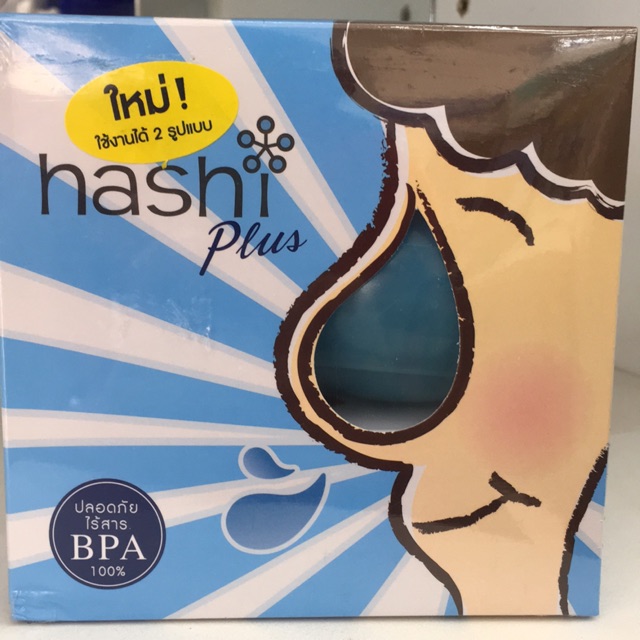 ใหม่!
ใช้งานได้ 2 รูปแบบ
hashi
Plus
ปลอดภัย
ไร้สาร
BPA
100%